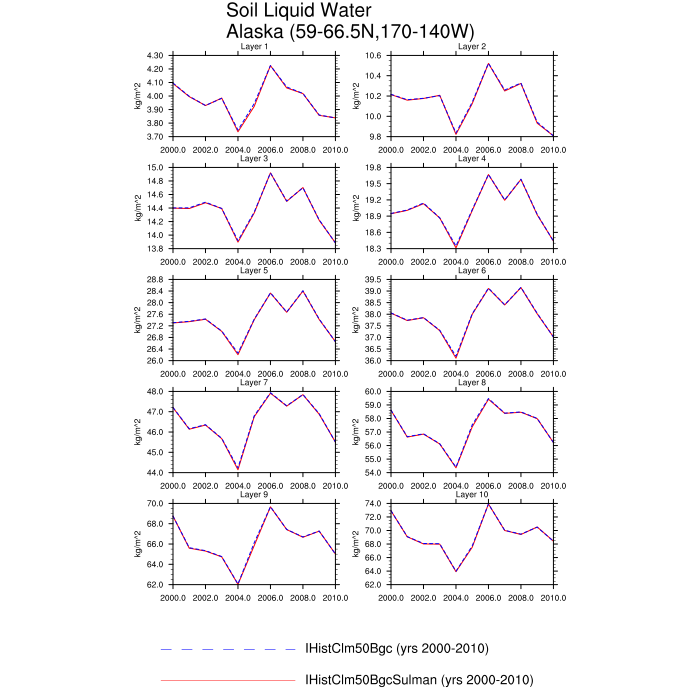 Soil Liquid Water
Alaska (59-66.5N,170-140W)
Layer 1
4.30
4.20
4.10
4.00
3.90
3.80
3.70
kg/m^2
2000.0 2002.0 2004.0 2006.0 2008.0 2010.0
Layer 2
10.6
10.4
10.2
10.0
9.8
kg/m^2
2000.0 2002.0 2004.0 2006.0 2008.0 2010.0
Layer 3
15.0
14.8
14.6
14.4
14.2
14.0
13.8
kg/m^2
2000.0 2002.0 2004.0 2006.0 2008.0 2010.0
Layer 4
19.8
19.5
19.2
18.9
18.6
18.3
kg/m^2
2000.0 2002.0 2004.0 2006.0 2008.0 2010.0
Layer 5
28.8
28.4
28.0
27.6
27.2
26.8
26.4
26.0
kg/m^2
2000.0 2002.0 2004.0 2006.0 2008.0 2010.0
Layer 6
39.5
39.0
38.5
38.0
37.5
37.0
36.5
36.0
kg/m^2
2000.0 2002.0 2004.0 2006.0 2008.0 2010.0
Layer 7
48.0
47.0
46.0
45.0
44.0
kg/m^2
2000.0 2002.0 2004.0 2006.0 2008.0 2010.0
Layer 8
60.0
59.0
58.0
57.0
56.0
55.0
54.0
kg/m^2
2000.0 2002.0 2004.0 2006.0 2008.0 2010.0
Layer 9
70.0
68.0
66.0
64.0
62.0
kg/m^2
2000.0 2002.0 2004.0 2006.0 2008.0 2010.0
Layer 10
74.0
72.0
70.0
68.0
66.0
64.0
62.0
kg/m^2
2000.0 2002.0 2004.0 2006.0 2008.0 2010.0
IHistClm50Bgc (yrs 2000-2010)
IHistClm50BgcSulman (yrs 2000-2010)